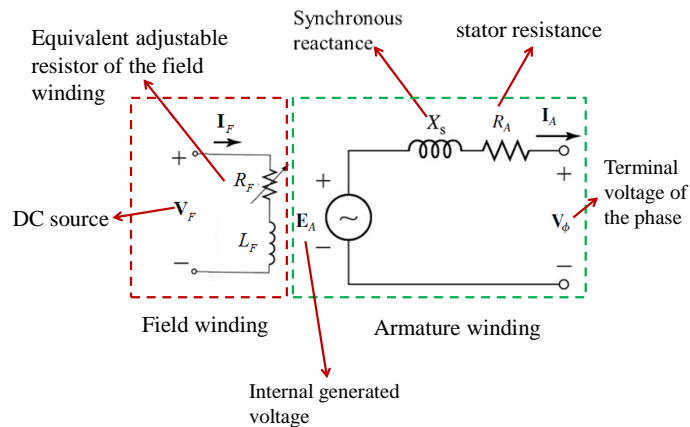 Synchronous
reactance
stator resistance
Equivalent adjustable
resistor of the field
winding
I_F
X_s
R_A
I_A
+
R_F
+
+
Terminal
voltage of
the phase
DC source
V_F
E_A
~
V_ϕ
L_F
−
−
−
Field winding
Armature winding
Internal generated
voltage